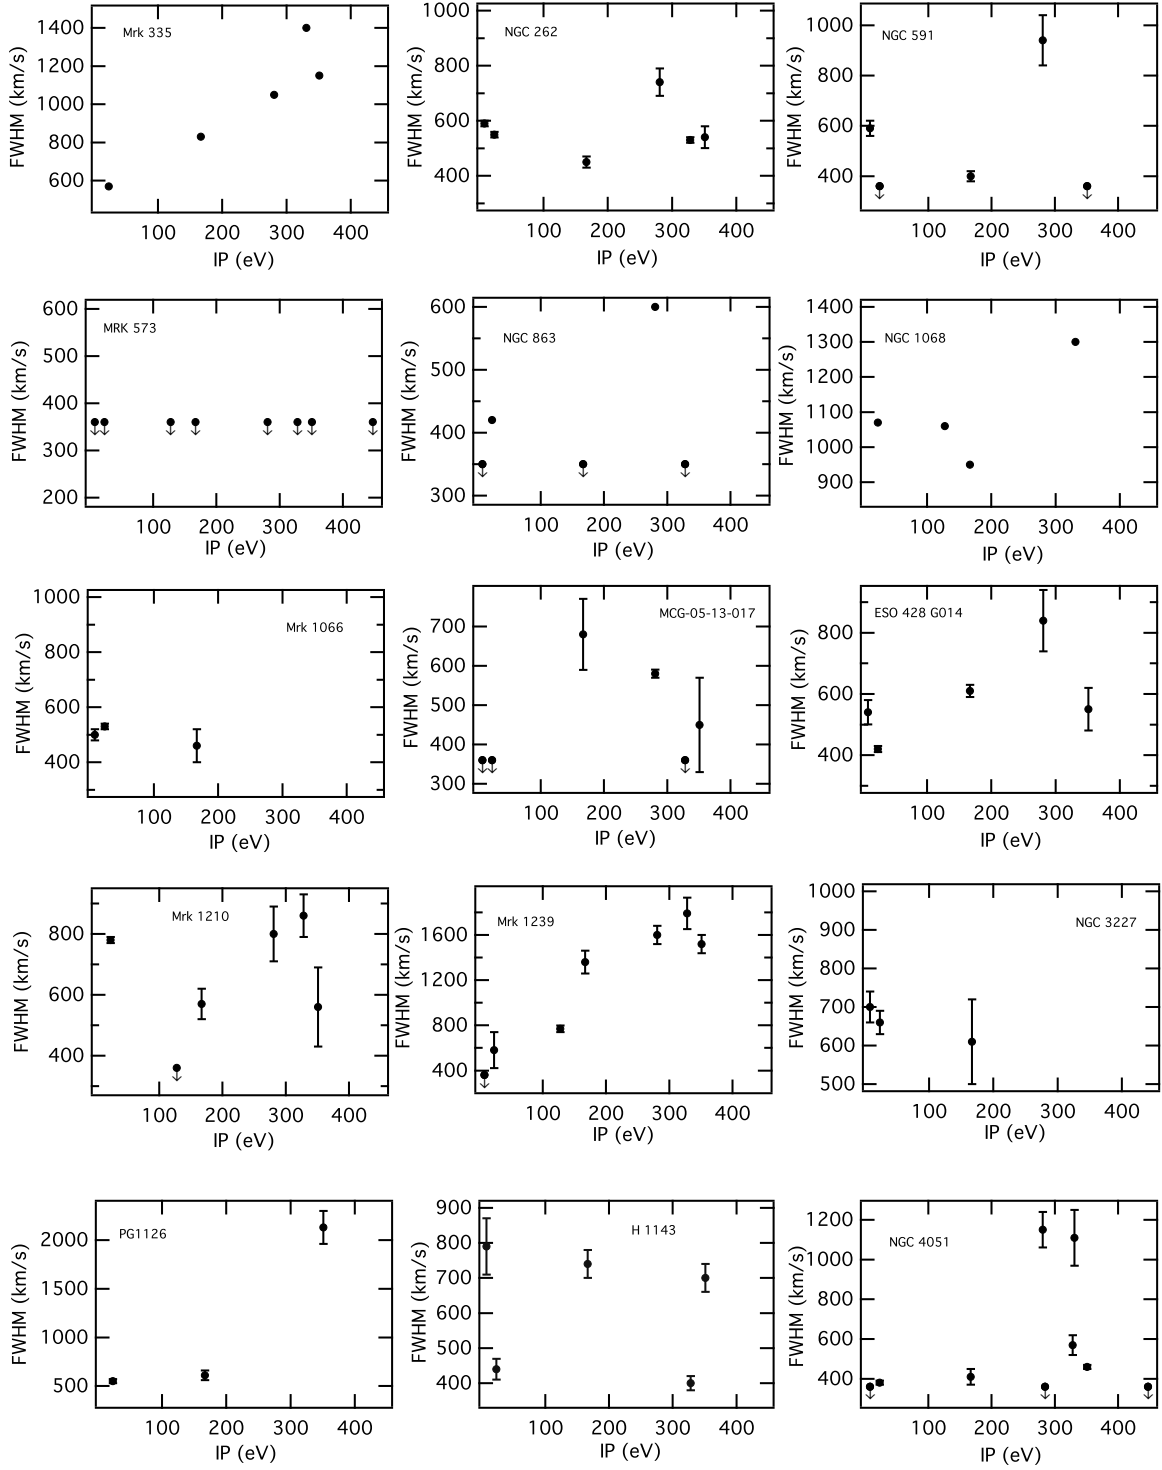 Mrk 335
FWHM (km/s)
1400
1200
1000
800
600
100 200 300 400
IP (eV)
NGC 262
FWHM (km/s)
1000
800
600
400
100 200 300 400
IP (eV)
NGC 591
FWHM (km/s)
1000
800
600
400
100 200 300 400
IP (eV)
MRK 573
FWHM (km/s)
600
500
400
300
200
100 200 300 400
IP (eV)
NGC 863
FWHM (km/s)
600
500
400
300
100 200 300 400
IP (eV)
NGC 1068
FWHM (km/s)
1400
1300
1200
1100
1000
900
100 200 300 400
IP (eV)
Mrk 1066
FWHM (km/s)
1000
800
600
400
100 200 300 400
IP (eV)
MCG-05-13-017
FWHM (km/s)
700
600
500
400
300
100 200 300 400
IP (eV)
ESO 428 G014
FWHM (km/s)
800
600
400
100 200 300 400
IP (eV)
Mrk 1210
FWHM (km/s)
800
600
400
100 200 300 400
IP (eV)
Mrk 1239
FWHM (km/s)
1600
1200
800
400
100 200 300 400
IP (eV)
NGC 3227
FWHM (km/s)
1000
900
800
700
600
500
100 200 300 400
IP (eV)
PG1126
FWHM (km/s)
2000
1500
1000
500
100 200 300 400
IP (eV)
H 1143
FWHM (km/s)
900
800
700
600
500
400
100 200 300 400
IP (eV)
NGC 4051
FWHM (km/s)
1200
1000
800
600
400
100 200 300 400
IP (eV)